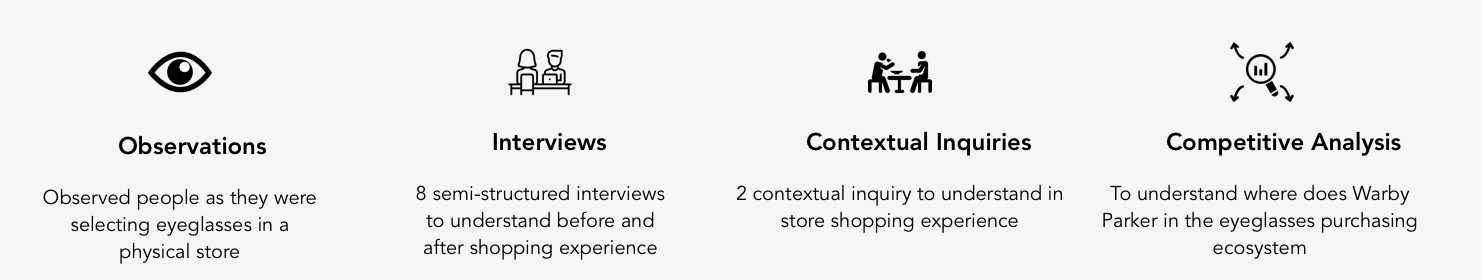 Observations
Observed people as they were
selecting eyeglasses in a
physical store
Interviews
8 semi-structured interviews
to understand before and
after shopping experience
Contextual Inquiries
2 contextual inquiry to understand in
store shopping experience
Competitive Analysis
To understand where does Warby
Parker in the eyeglasses purchasing
ecosystem